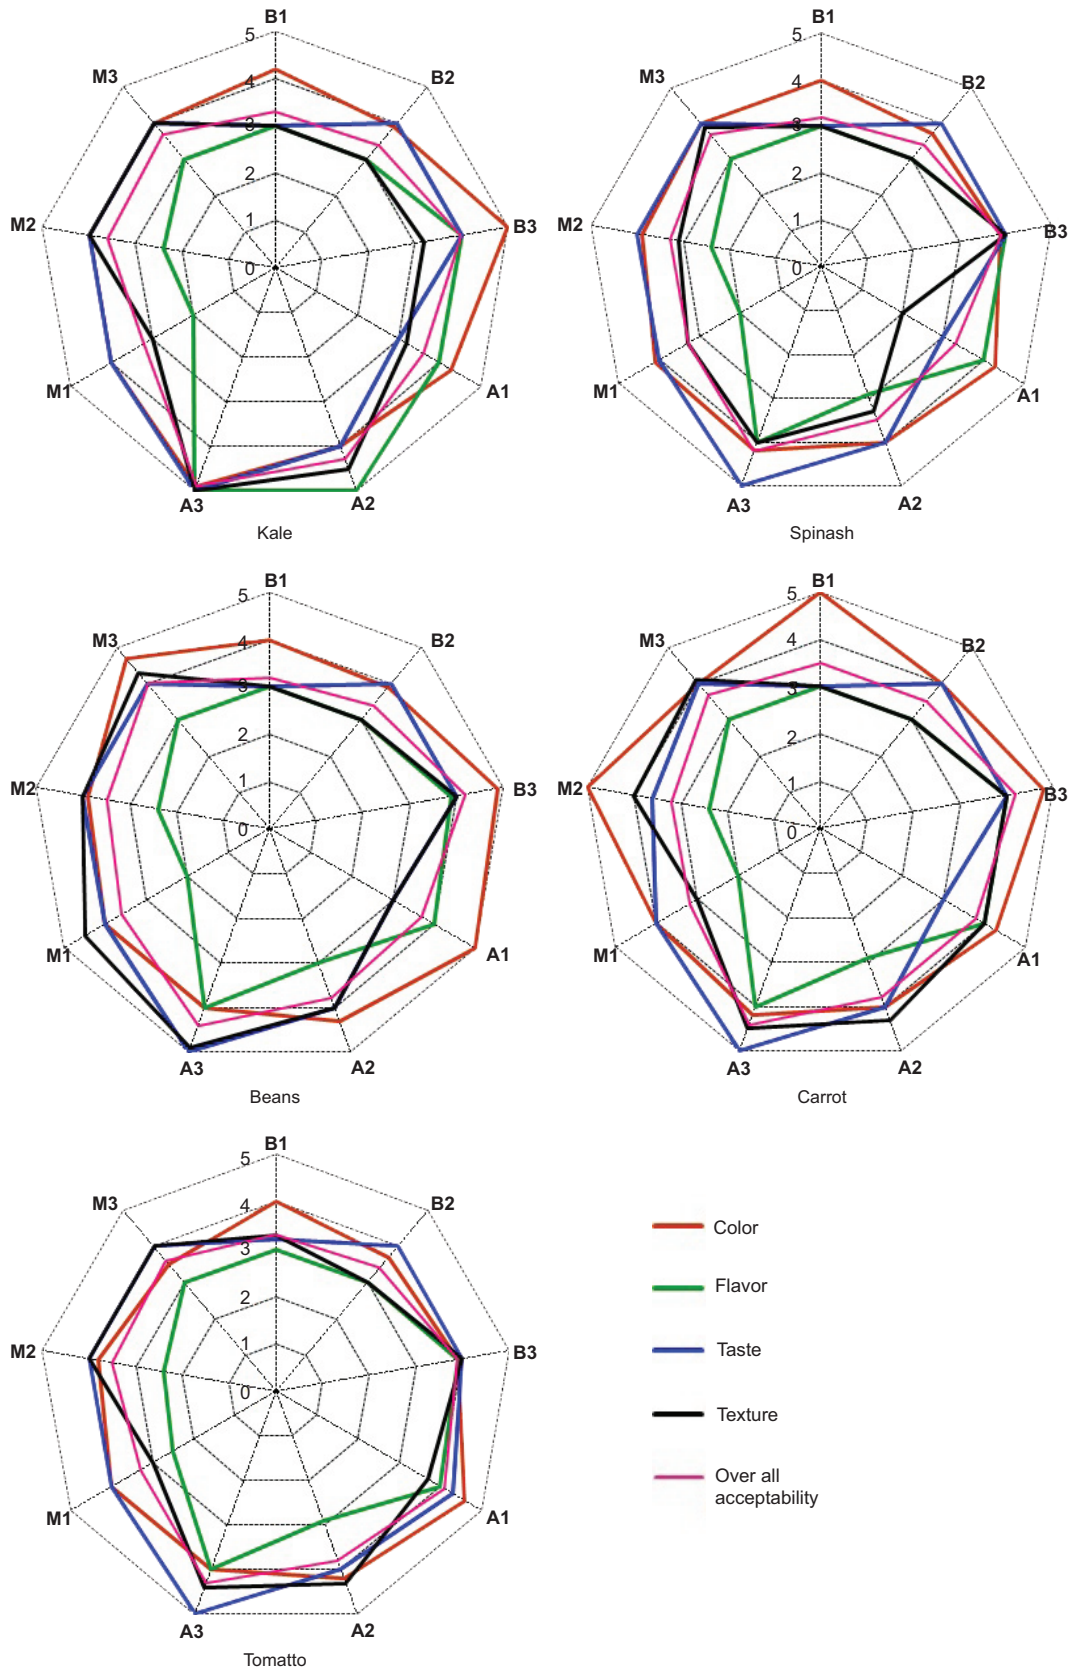 B1
5
M3
B2
4
3
2
M2
B3
1
0
M1
A1
A3
A2
Kale
B1
5
M3
B2
4
3
2
M2
B3
1
0
M1
A1
A3
A2
Spinash
B1
5
M3
B2
4
3
2
M2
B3
1
0
M1
A1
A3
A2
Beans
B1
5
M3
B2
4
3
2
M2
B3
1
0
M1
A1
A3
A2
Carrot
B1
5
M3
B2
4
3
2
M2
B3
1
0
M1
A1
A3
A2
Tomatto
Color
Flavor
Taste
Texture
Over all
acceptability